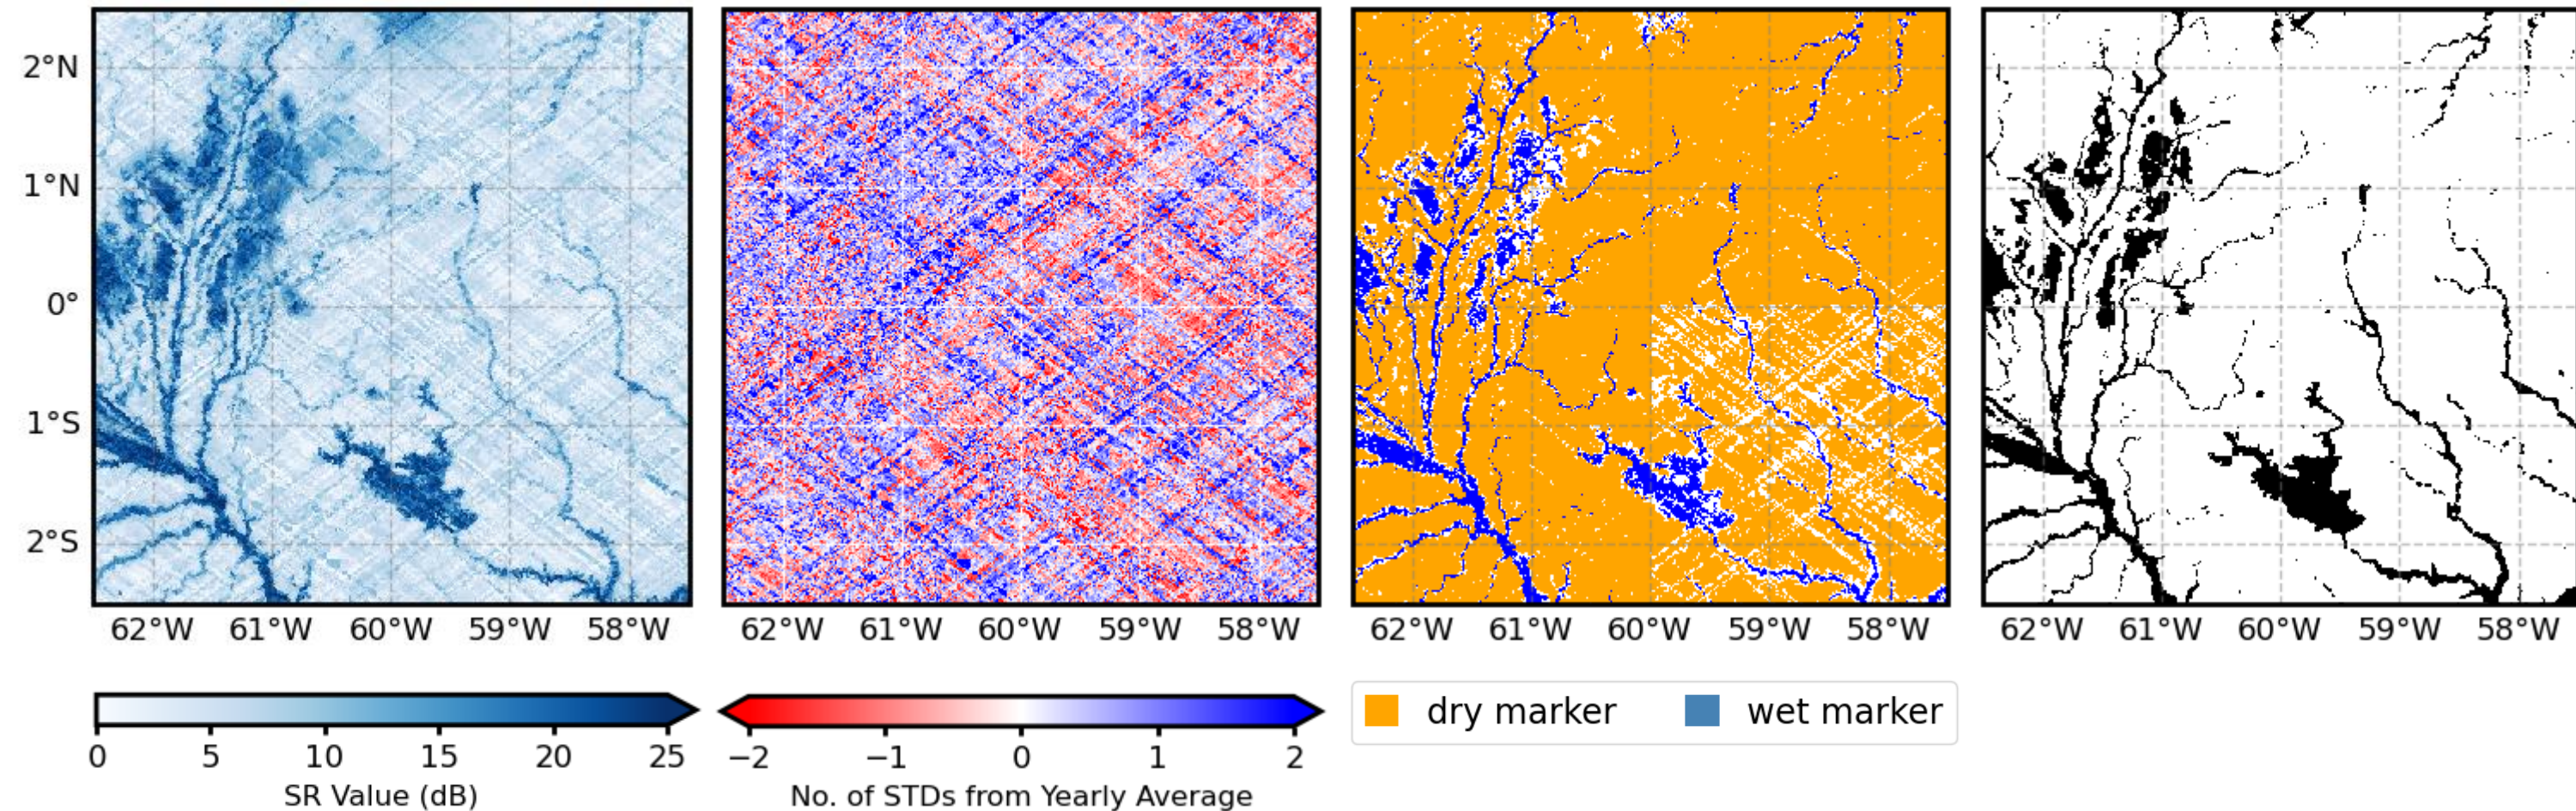 2°N
1°N
0°
1°S
2°S
62°W 61°W 60°W 59°W 58°W
62°W 61°W 60°W 59°W 58°W
62°W 61°W 60°W 59°W 58°W
62°W 61°W 60°W 59°W 58°W
0 5 10 15 20 25
SR Value (dB)
−2 −1 0 1 2
No. of STDs from Yearly Average
dry marker wet marker